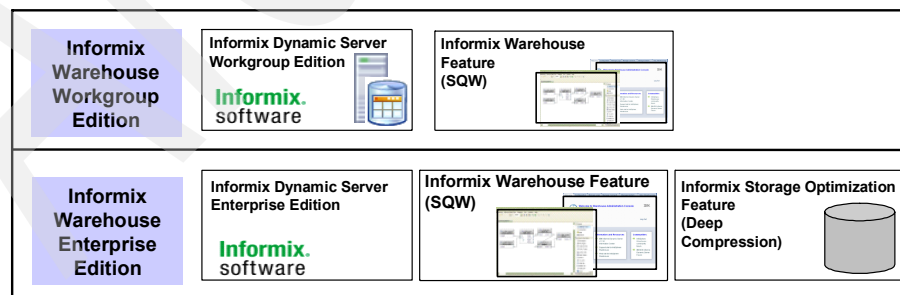 Informix
Warehouse
Workgroup
Edition
Informix Dynamic Server
Workgroup Edition
Informix.
software
Informix Warehouse
Feature
(SQW)
Informix
Warehouse
Enterprise
Edition
Informix Dynamic Server
Enterprise Edition
Informix.
software
Informix Warehouse Feature
(SQW)
Informix Storage Optimization
Feature
(Deep
Compression)